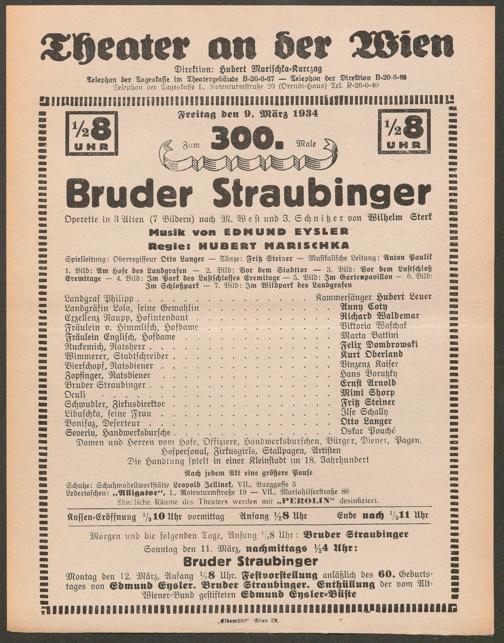 Theater an der Wien
Direktion: Hubert Marischka-Karczag
Telephon der Tageskasse im Theatergebäude B-20-0-67 — Telephon der Direktion B-20-0-68
Telephon der Tageskasse I., Rotenturmstraße 20 (Orendi-Haus) Tel. R-26-0-40
Freitag den 9. März 1934
½8 UHR
Zum 300. Male
½8 UHR
Bruder Straubinger
Operette in 3 Akten (7 Bildern) nach M. West und J. Schnitzer von Wilhelm Sterk
Musik von EDMUND EYSLER
Regie: HUBERT MARISCHKA
Spielleitung: Oberregisseur Otto Langer — Tänze: Fritz Steiner — Musikalische Leitung: Anton Paulik
1. Bild: Am Hofe des Landgrafen — 2. Bild: Vor dem Stadttor — 3. Bild: Vor dem Lustschloß
Eremitage — 4. Bild: Im Park des Lustschlosses Eremitage — 5. Bild: Im Gartenpavillon — 6. Bild:
Im Schloßpark — 7. Bild: Im Wildpark des Landgrafen
Landgraf Philipp . . . Kammersänger Hubert Leuer
Landgräfin Lola, seine Gemahlin . . . Anny Coty
Exzellenz Naupp, Hofintendant . . . Richard Waldemar
Fräulein v. Himmlisch, Hofdame . . . Viktoria Waschak
Fräulein Englisch, Hofdame . . . Marta Battini
Ruckemich, Ratsherr . . . Felix Dombrowski
Wimmerer, Stadtschreiber . . . Kurt Oberland
Bierschopf, Ratsdiener . . . Vinzenz Kaiser
Zopfinger, Ratsdiener . . . Hans Borutzky
Bruder Straubinger . . . Ernst Arnold
Oculi . . . Mimi Shorp
Schwudler, Zirkusdirektor . . . Fritz Steiner
Liduschka, seine Frau . . . Ilse Schally
Bonifaz, Deserteur . . . Otto Langer
Severin, Handwerksbursche . . . Oskar Pouché
Damen und Herren vom Hofe, Offiziere, Handwerksburschen, Bürger, Diener, Pagen,
Hofpersonal, Zirkusgirls, Stallpagen, Artisten
Die Handlung spielt in einer Kleinstadt im 18. Jahrhundert
Nach jedem Akt eine größere Pause
Schuhe: Schuhmodellwerkstätte Leopold Jellinek, VII., Burggasse 5
Ledertaschen: „Alligator", I., Rotenturmstraße 19 — VII., Mariahilferstraße 88
Sämtliche Räume des Theaters werden mit „PEROLIN" desinfiziert.
Kassen-Eröffnung ½10 Uhr vormittag Anfang ½8 Uhr Ende nach ½11 Uhr
Morgen und die folgenden Tage, Anfang ½8 Uhr: Bruder Straubinger
Sonntag den 11. März, nachmittags ¼4 Uhr:
Bruder Straubinger
Montag den 12. März, Anfang ½8 Uhr. Festvorstellung anläßlich des 60. Geburts-
tages von Edmund Eysler. Bruder Straubinger. Enthüllung der vom Alt-
Wiener-Bund gestifteten Edmund Eysler-Büste
„Elbemühl" Wien IX.